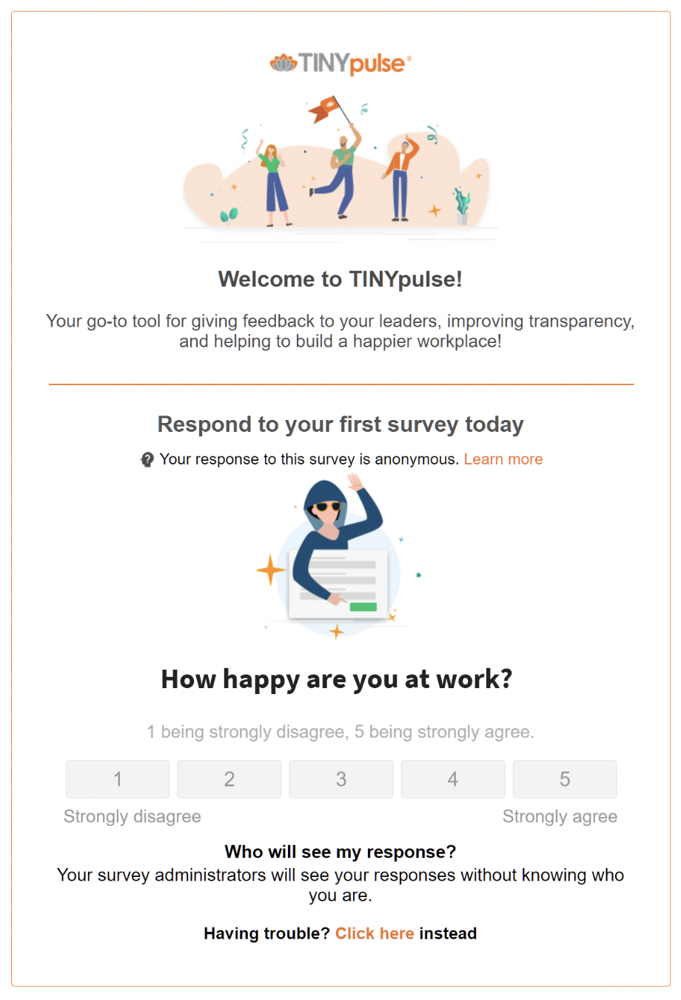 TINYpulse®
Welcome to TINYpulse!
Your go-to tool for giving feedback to your leaders, improving transparency,
and helping to build a happier workplace!
Respond to your first survey today
Your response to this survey is anonymous. Learn more
How happy are you at work?
1 being strongly disagree, 5 being strongly agree.
1 2 3 4 5
Strongly disagree Strongly agree
Who will see my response?
Your survey administrators will see your responses without knowing who
you are.
Having trouble? Click here instead